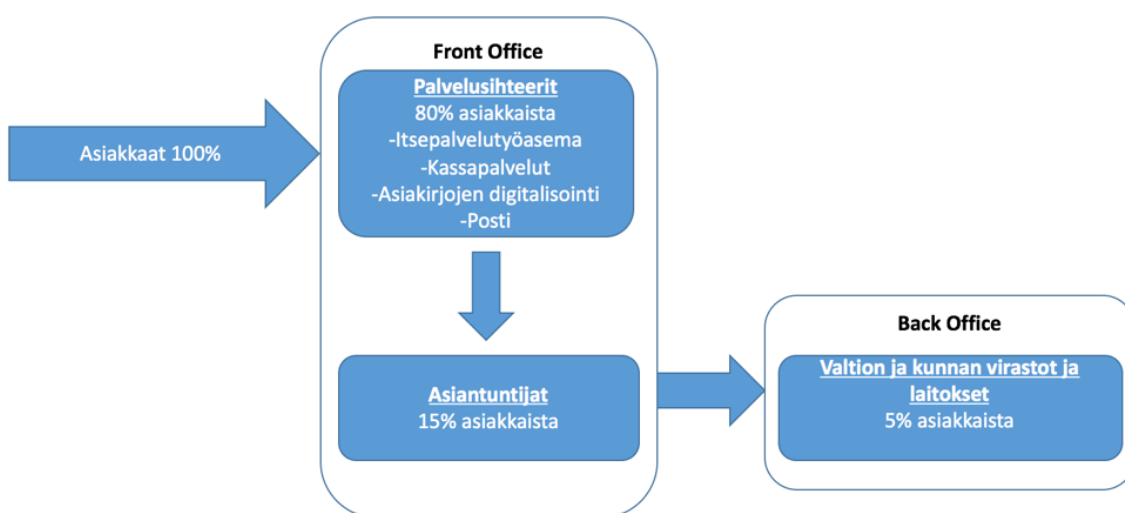 Asiakkaat 100%
Front Office
Palvelusihteerit
80% asiakkaista
-Itsepalvelutyöasema
-Kassapalvelut
-Asiakirjojen digitalisointi
-Posti
Asiantuntijat
15% asiakkaista
Back Office
Valtion ja kunnan virastot ja
laitokset
5% asiakkaista